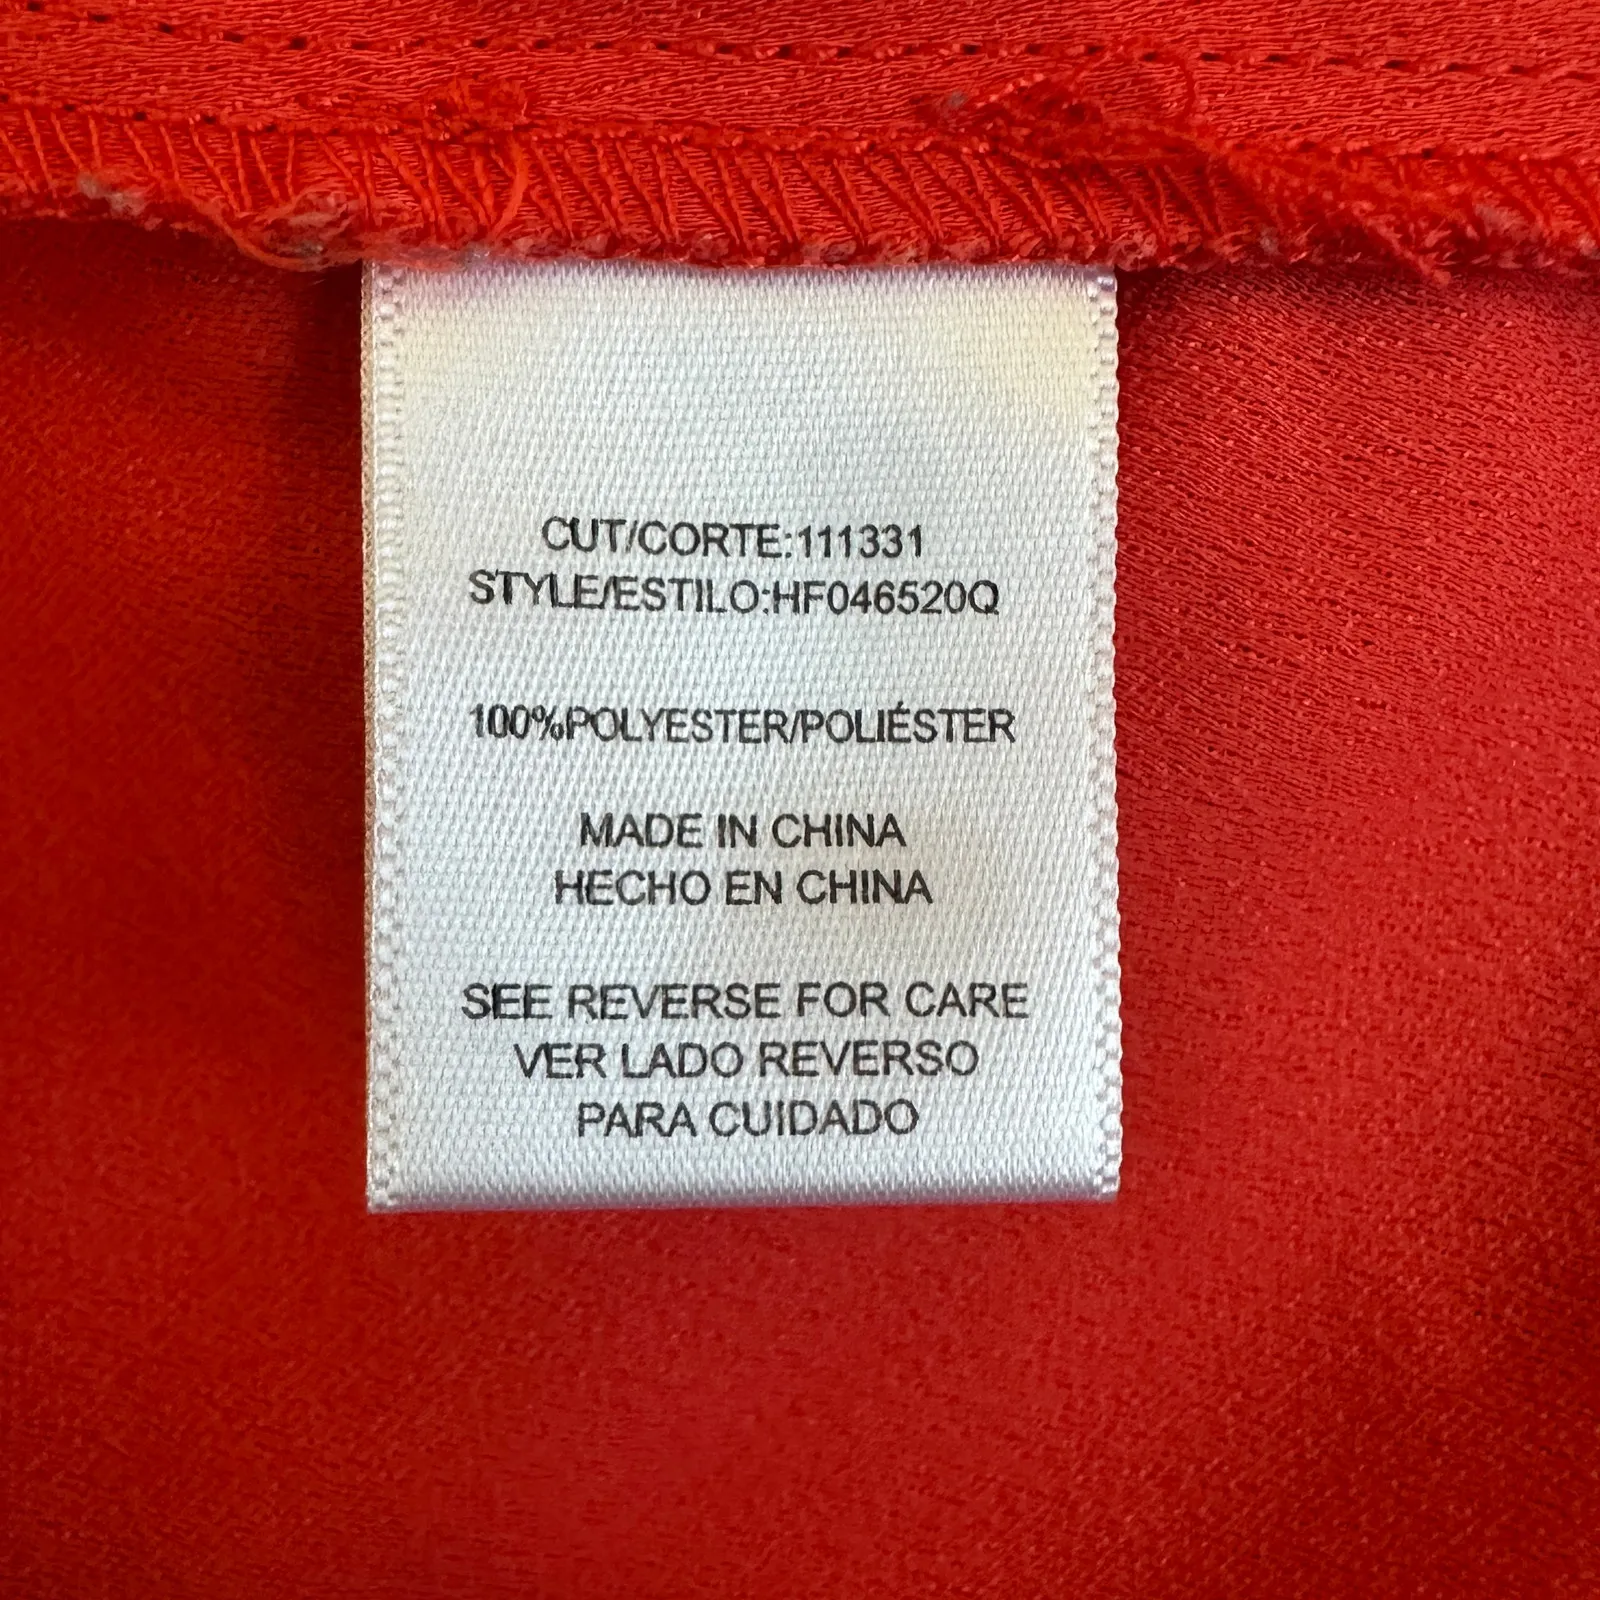 CUT/CORTE:111331
STYLE/ESTILO:HF046520Q
100%POLYESTER/POLIÉSTER
MADE IN CHINA
HECHO EN CHINA
SEE REVERSE FOR CARE
VER LADO REVERSO
PARA CUIDADO